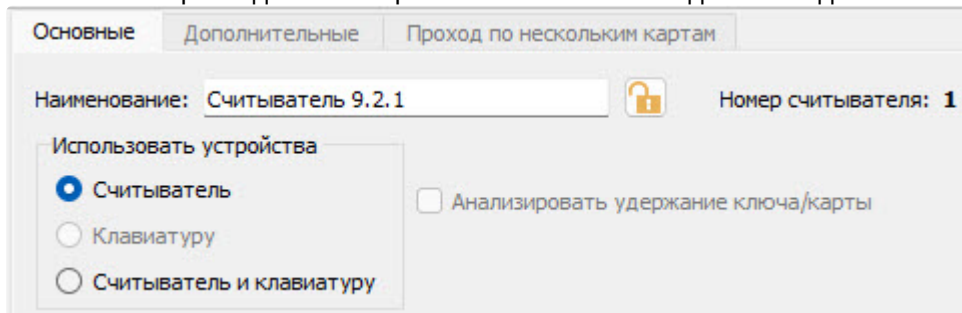 Основные Дополнительные Проход по нескольким картам
Наименование: Считыватель 9.2.1 Номер считывателя: 1
Использовать устройства
Считыватель
Анализировать удержание ключа/карты
Клавиатуру
Считыватель и клавиатуру